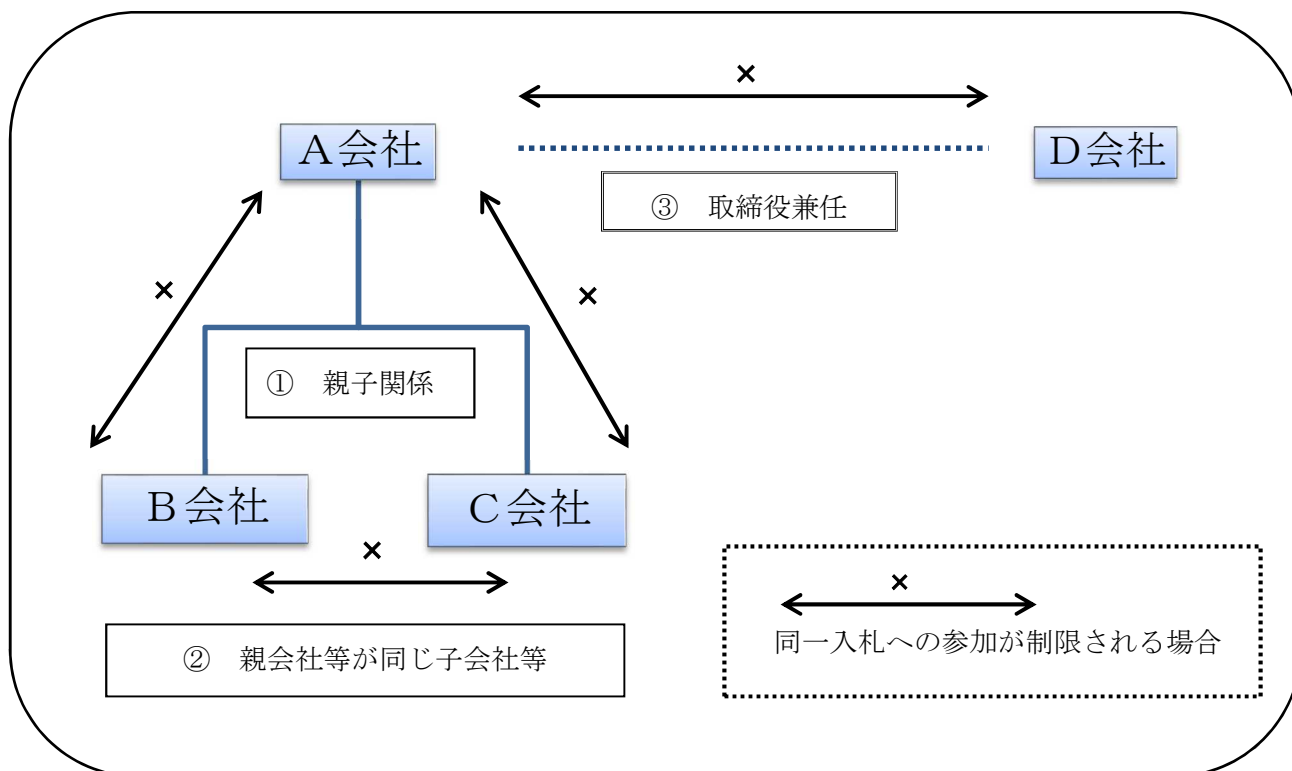 ×
A会社
D会社
③ 取締役兼任
×
×
① 親子関係
B会社
C会社
×
② 親会社等が同じ子会社等
×
同一入札への参加が制限される場合